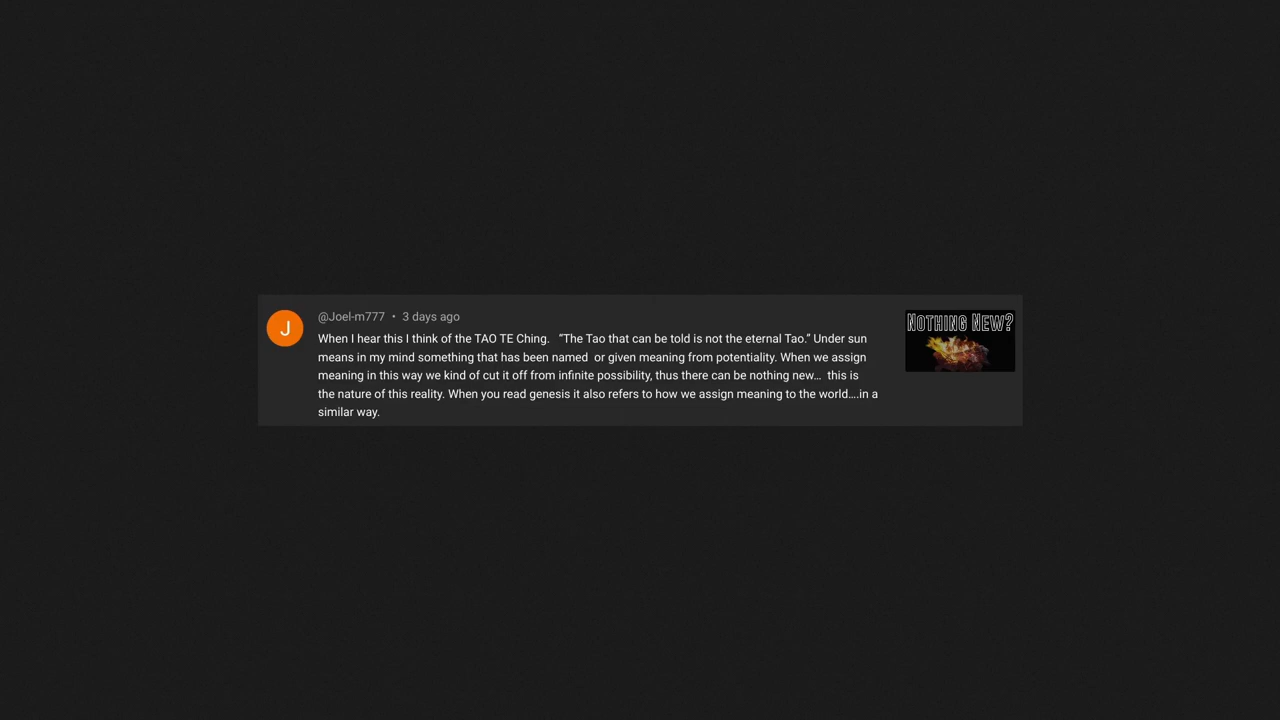 @Joel-m777 • 3 days ago
When I hear this I think of the TAO TE Ching.   “The Tao that can be told is not the eternal Tao.” Under sun
means in my mind something that has been named  or given meaning from potentiality. When we assign
meaning in this way we kind of cut it off from infinite possibility, thus there can be nothing new…  this is
the nature of this reality. When you read genesis it also refers to how we assign meaning to the world….in a
similar way.
J
NOTHING NEW?